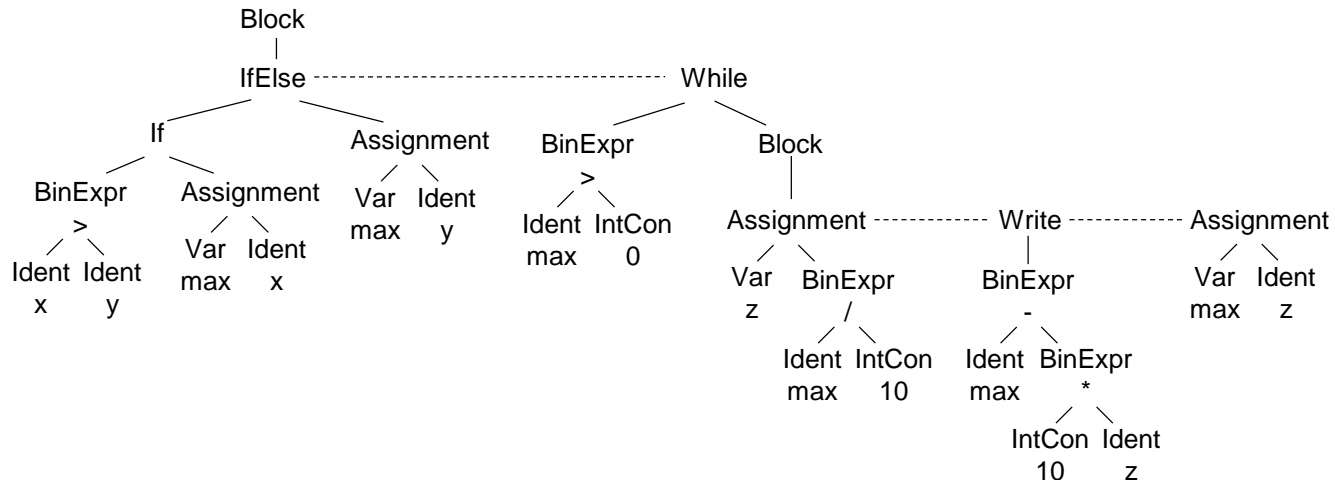 Block
IfElse While
If Assignment BinExpr > Block
BinExpr > Assignment Var max Ident y Ident max IntCon 0 Assignment Write Assignment
Ident x Ident y Var max Ident x Var z BinExpr / BinExpr - Var max Ident z
Ident max IntCon 10 Ident max BinExpr *
IntCon 10 Ident z